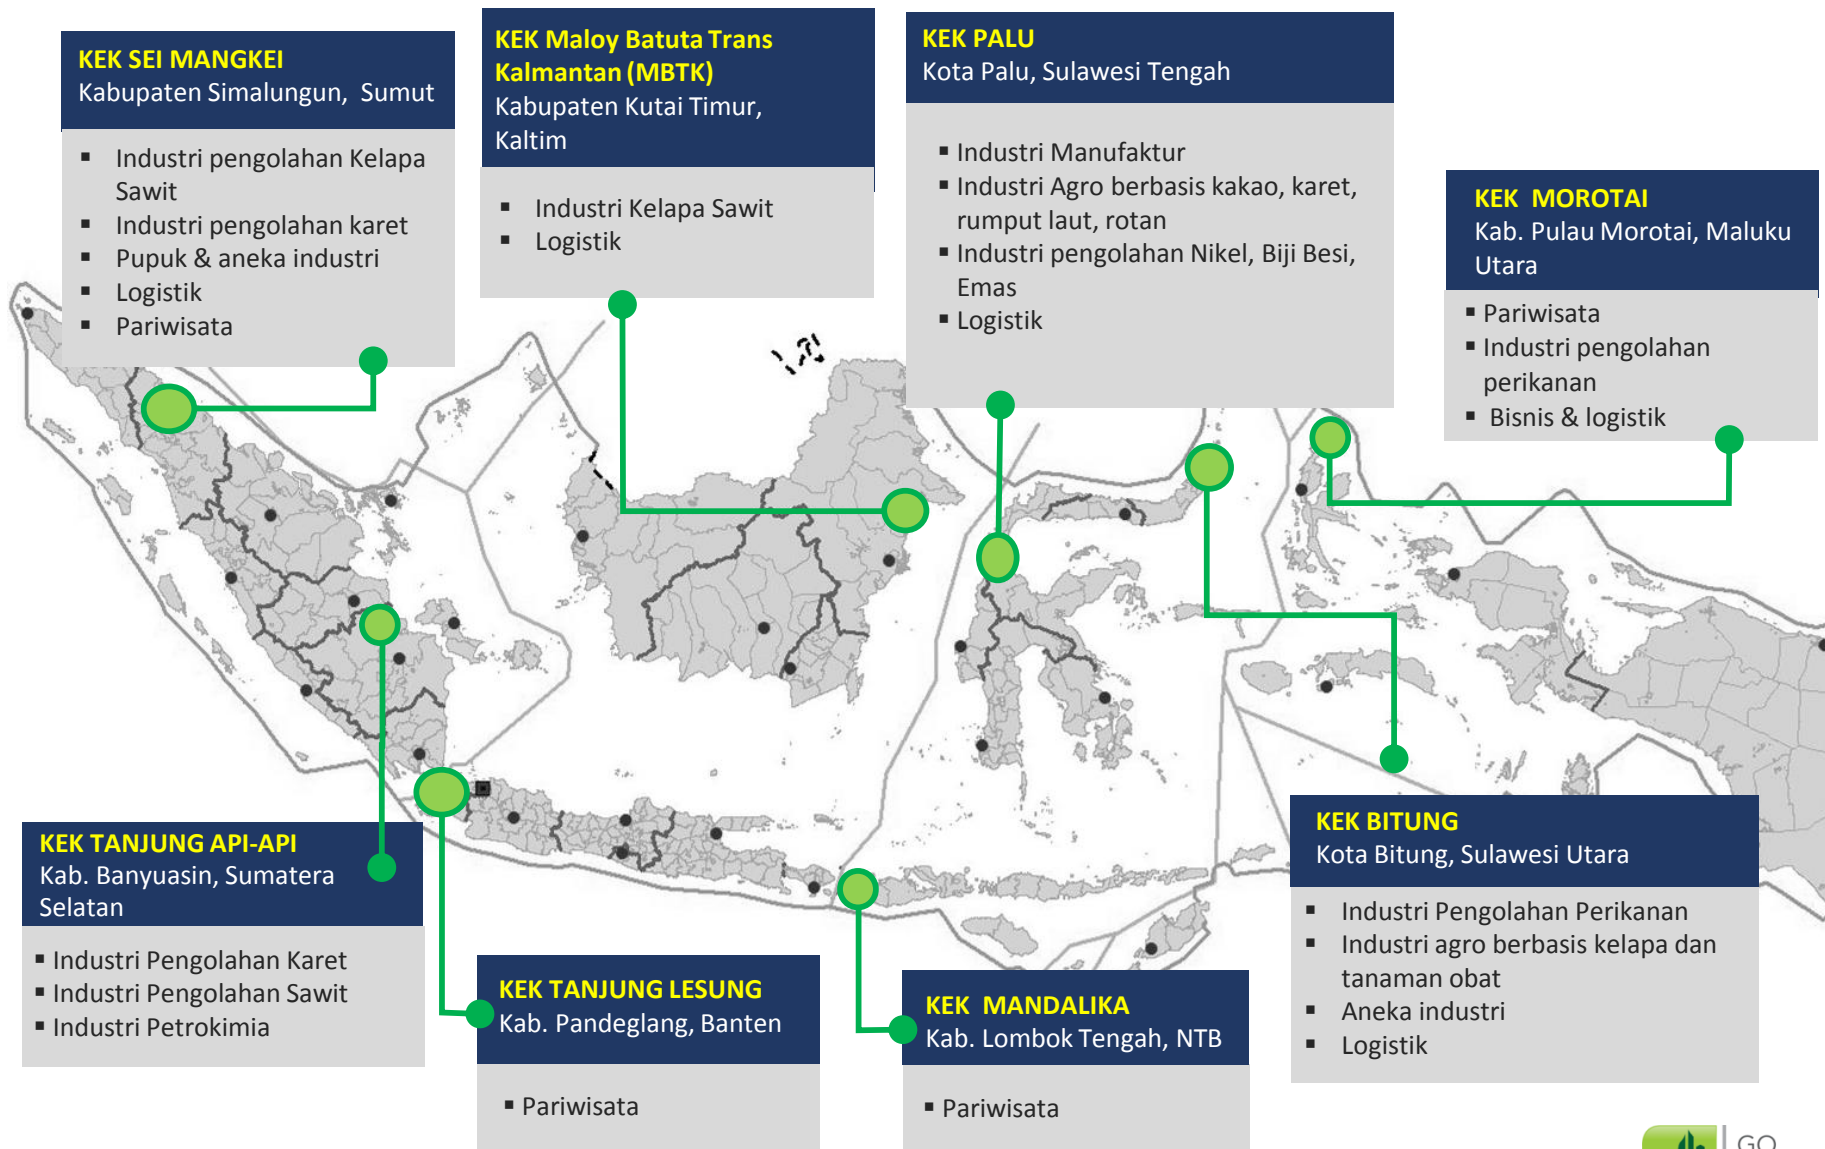 KEK SEI MANGKEI
Kabupaten Simalungun, Sumut
▪ Industri pengolahan Kelapa
Sawit
▪ Industri pengolahan karet
▪ Pupuk & aneka industri
▪ Logistik
▪ Pariwisata
KEK Maloy Batuta Trans
Kalmantan (MBTK)
Kabupaten Kutai Timur,
Kaltim
▪ Industri Kelapa Sawit
▪ Logistik
KEK PALU
Kota Palu, Sulawesi Tengah
▪ Industri Manufaktur
▪ Industri Agro berbasis kakao, karet,
rumput laut, rotan
▪ Industri pengolahan Nikel, Biji Besi,
Emas
▪ Logistik
KEK MOROTAI
Kab. Pulau Morotai, Maluku
Utara
▪ Pariwisata
▪ Industri pengolahan
perikanan
▪ Bisnis & logistik
KEK TANJUNG API-API
Kab. Banyuasin, Sumatera
Selatan
▪ Industri Pengolahan Karet
▪ Industri Pengolahan Sawit
▪ Industri Petrokimia
KEK TANJUNG LESUNG
Kab. Pandeglang, Banten
▪ Pariwisata
KEK MANDALIKA
Kab. Lombok Tengah, NTB
▪ Pariwisata
KEK BITUNG
Kota Bitung, Sulawesi Utara
▪ Industri Pengolahan Perikanan
▪ Industri agro berbasis kelapa dan
tanaman obat
▪ Aneka industri
▪ Logistik
GO